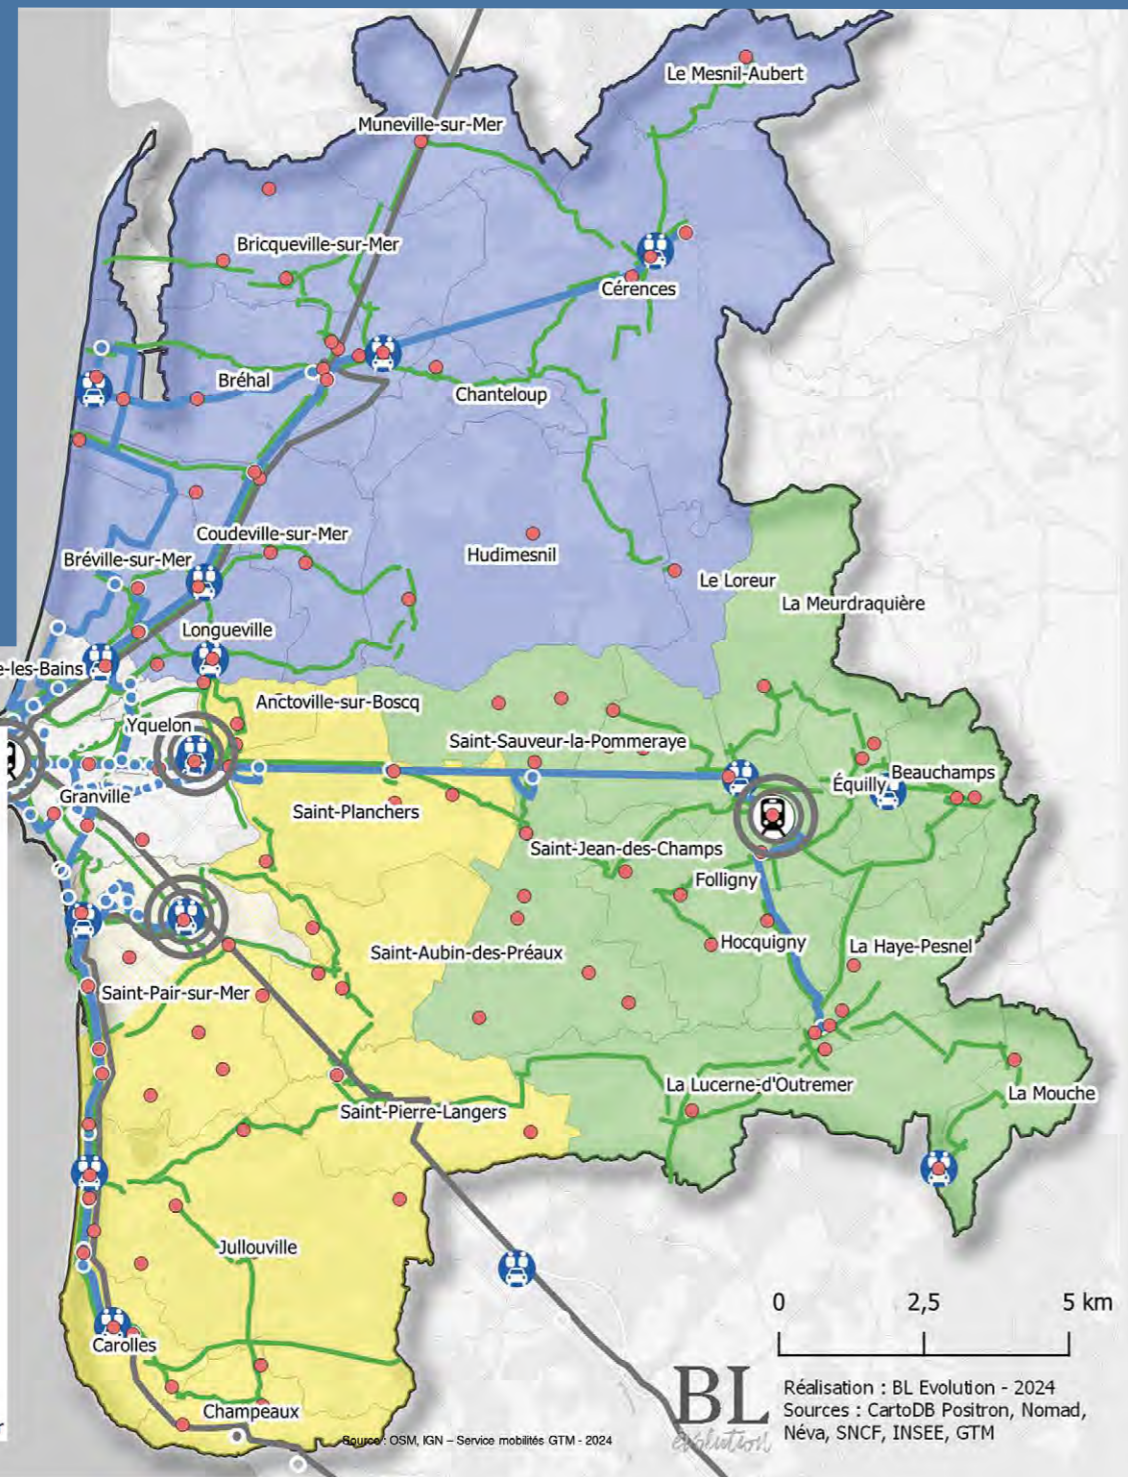 Le Mesnil-Aubert
Muneville-sur-Mer
Bricqueville-sur-Mer
Cérences
Bréhal
Chanteloup
Coudeville-sur-Mer
Hudimesnil
Bréville-sur-Mer
Le Loreur
La Meurdraquière
Longueville
e-les-Bains
Anctoville-sur-Boscq
Yquelon
Saint-Sauveur-la-Pommeraye
Équilly
Beauchamps
Granville
Saint-Planchers
Saint-Jean-des-Champs
Folligny
Hocquigny
La Haye-Pesnel
Saint-Aubin-des-Préaux
Saint-Pair-sur-Mer
La Lucerne-d'Outremer
La Mouche
Saint-Pierre-Langers
Jullouville
0 2,5 5 km
Carolles
Champeaux
BL
évolution
Réalisation : BL Evolution - 2024
Sources : CartoDB Positron, Nomad,
Néva, SNCF, INSEE, GTM
Source : OSM, IGN – Service mobilités GTM - 2024